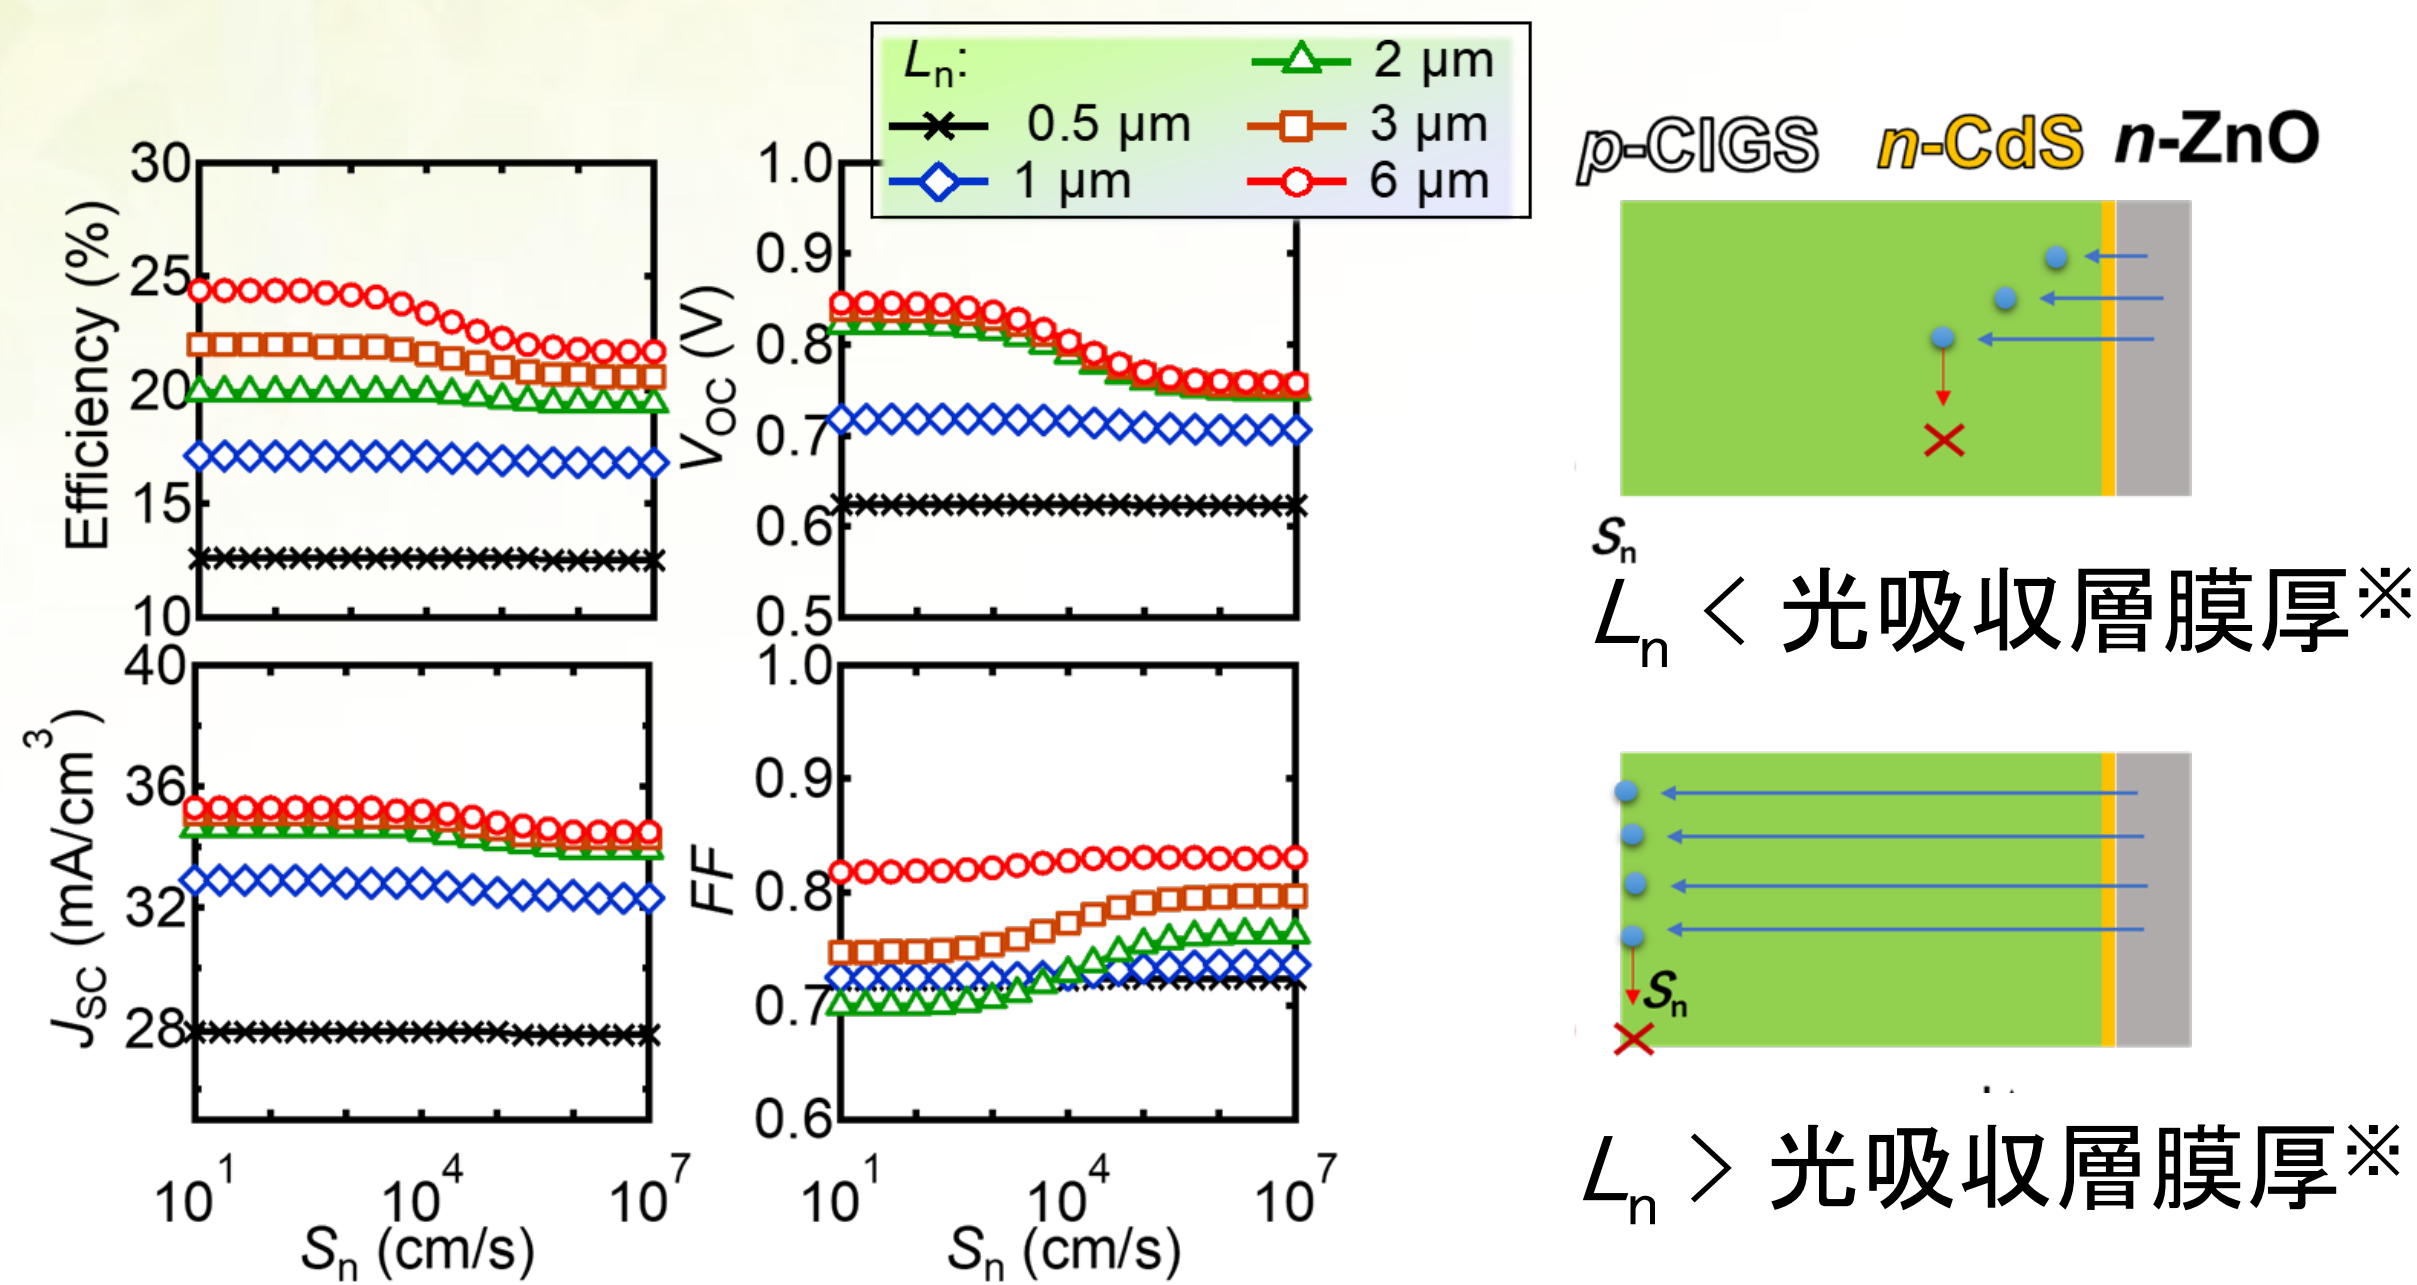 Ln:
0.5 µm
1 µm
2 µm
3 µm
6 µm
Efficiency (%)
30
25
20
15
10
VOC (V)
1.0
0.9
0.8
0.7
0.6
0.5
JSC (mA/cm³)
40
36
32
28
10¹
10⁴
10⁷
Sn (cm/s)
FF
1.0
0.9
0.8
0.7
0.6
10¹
10⁴
10⁷
Sn (cm/s)
p-CIGS n-CdS n-ZnO
Sn
Ln < 光吸収層膜厚※
Sn
Ln > 光吸収層膜厚※